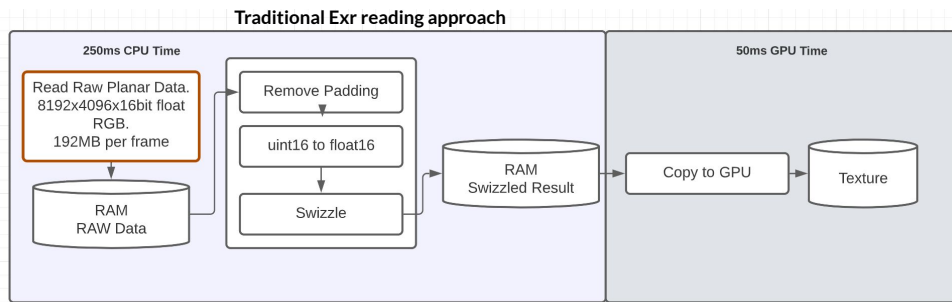 Traditional Exr reading approach
250ms CPU Time
50ms GPU Time
Read Raw Planar Data.
8192x4096x16bit float
RGB.
192MB per frame
RAM
RAW Data
Remove Padding
uint16 to float16
Swizzle
RAM
Swizzled Result
Copy to GPU
Texture